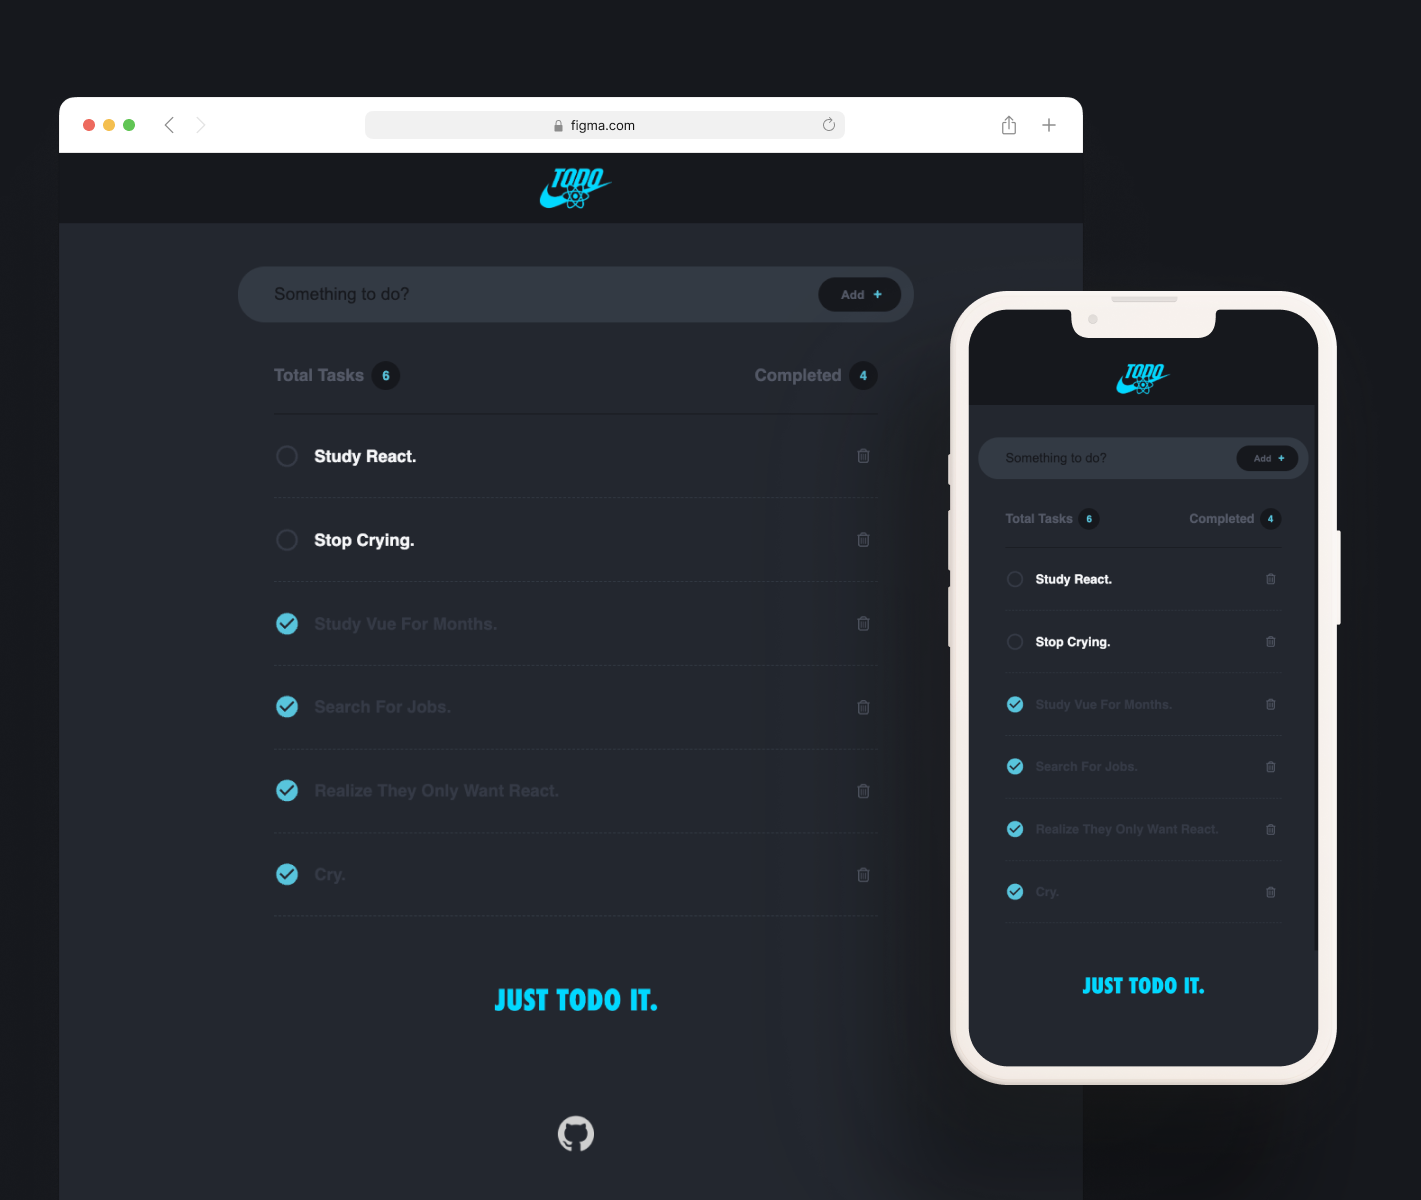 figma.com
TODO
Something to do?
Add +
Total Tasks 6
Completed 4
Study React.
Stop Crying.
Study Vue For Months.
Search For Jobs.
Realize They Only Want React.
Cry.
JUST TODO IT.
TODO
Something to do?
Add +
Total Tasks 6
Completed 4
Study React.
Stop Crying.
Study Vue For Months.
Search For Jobs.
Realize They Only Want React.
Cry.
JUST TODO IT.